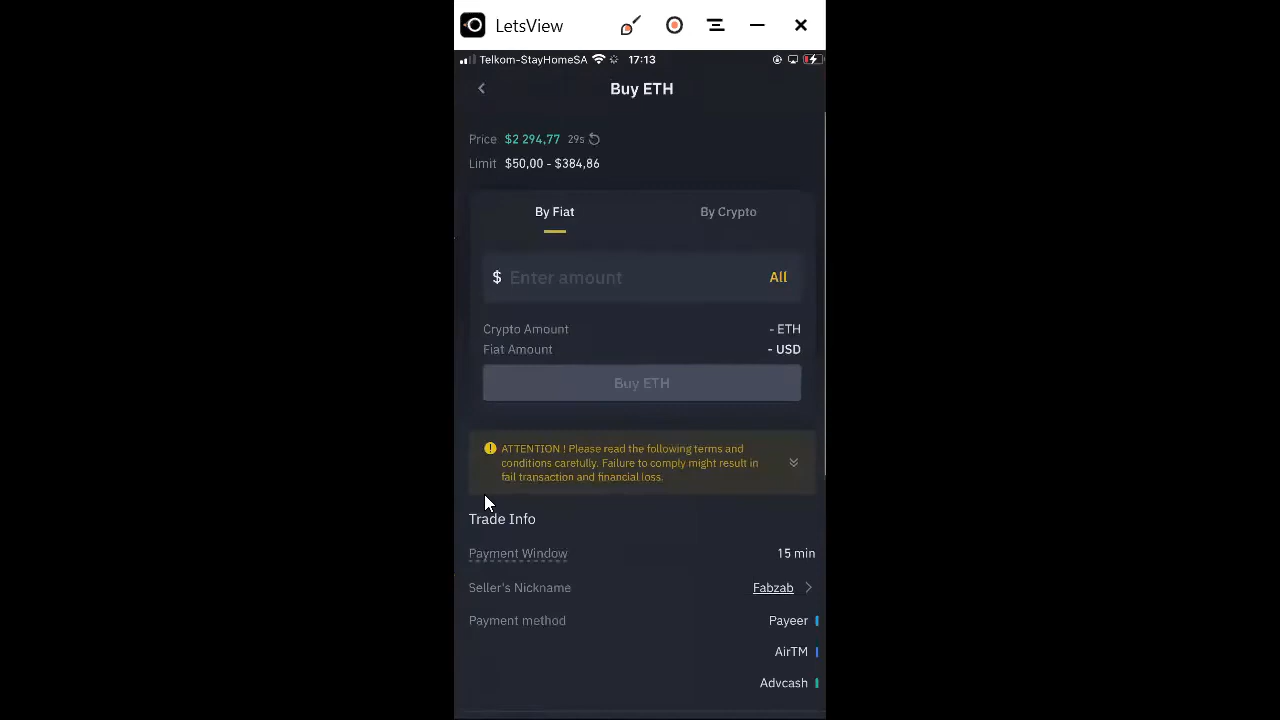 LetsView
Telkom-StayHomeSA 17:13
Buy ETH
Price $2 294,77 29s
Limit $50,00 - $384,86
By Fiat By Crypto
$ Enter amount All
Crypto Amount - ETH
Fiat Amount - USD
Buy ETH
ATTENTION ! Please read the following terms and
conditions carefully. Failure to comply might result in
fail transaction and financial loss.
Trade Info
Payment Window 15 min
Seller's Nickname Fabzab
Payment method Payeer
AirTM
Advcash